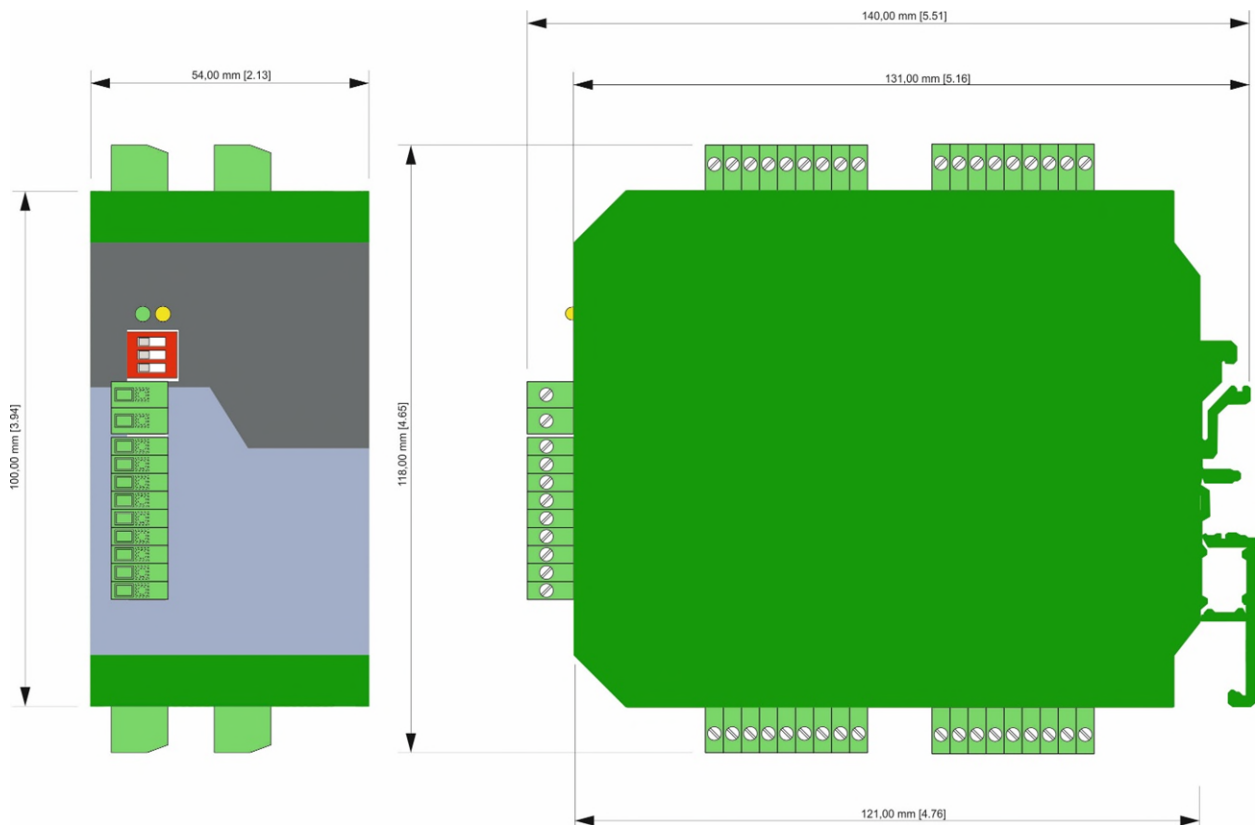 140,00 mm [5.51]
54,00 mm [2.13]
131,00 mm [5.16]
100,00 mm [3.94]
118,00 mm [4.65]
121,00 mm [4.76]